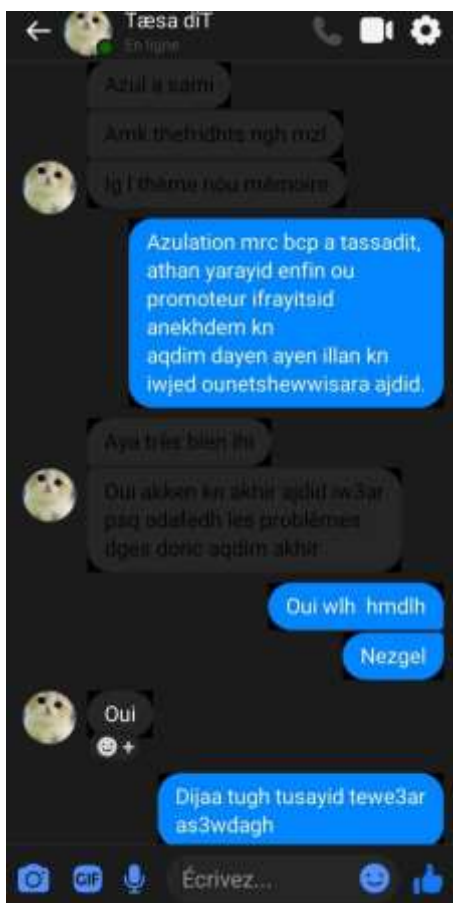 Tæsa dïT
En ligne
Azul a sami
Amk thefridhts ngh mzl
Ig l thème nou mémoire
Azulation mrc bcp a tassadit,
athan yarayid enfin ou
promoteur ifrayitsid
anekhdem kn
aqdim dayen ayen illan kn
iwjed ounetshewwisara ajdid.
Aya très bien ihi
Oui akken kn akhir ajdid iw3ar
psq adafedh les problèmes
dges donc aqdim akhir
Oui wlh hmdlh
Nezgel
Oui
Dijaa tugh tusayid tewe3ar
as3wdagh
GIF
Écrivez...